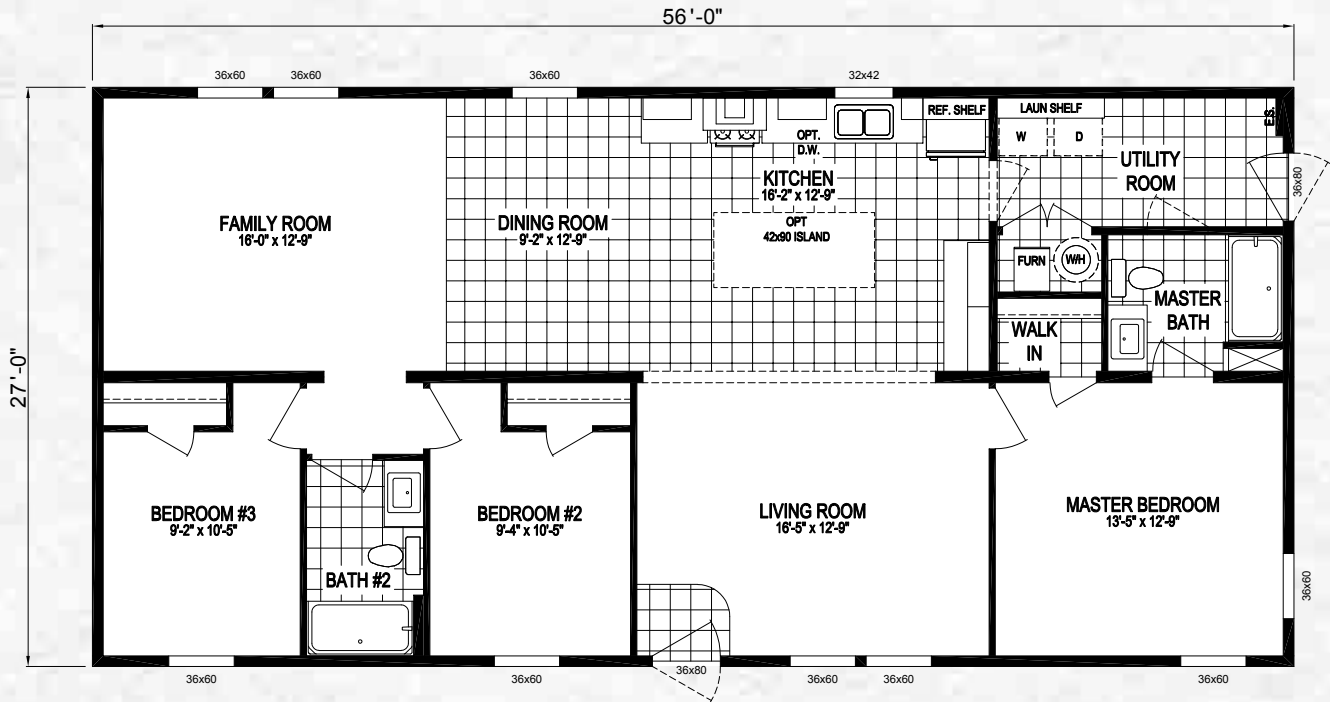 56'-0"
36x60
36x60
36x60
32x42
27'-0"
FAMILY ROOM
16'-0" x 12'-9"
DINING ROOM
9'-2" x 12'-9"
OPT.
D.W.
KITCHEN
16'-2" x 12'-9"
OPT
42x90 ISLAND
REF. SHELF
LAUN SHELF
W
D
E.S.
UTILITY
ROOM
36x80
FURN
W/H
MASTER
BATH
WALK
IN
BEDROOM #3
9'-2" x 10'-5"
BATH #2
BEDROOM #2
9'-4" x 10'-5"
LIVING ROOM
16'-5" x 12'-9"
MASTER BEDROOM
13'-5" x 12'-9"
36x60
36x60
36x60
36x80
36x60
36x60
36x60